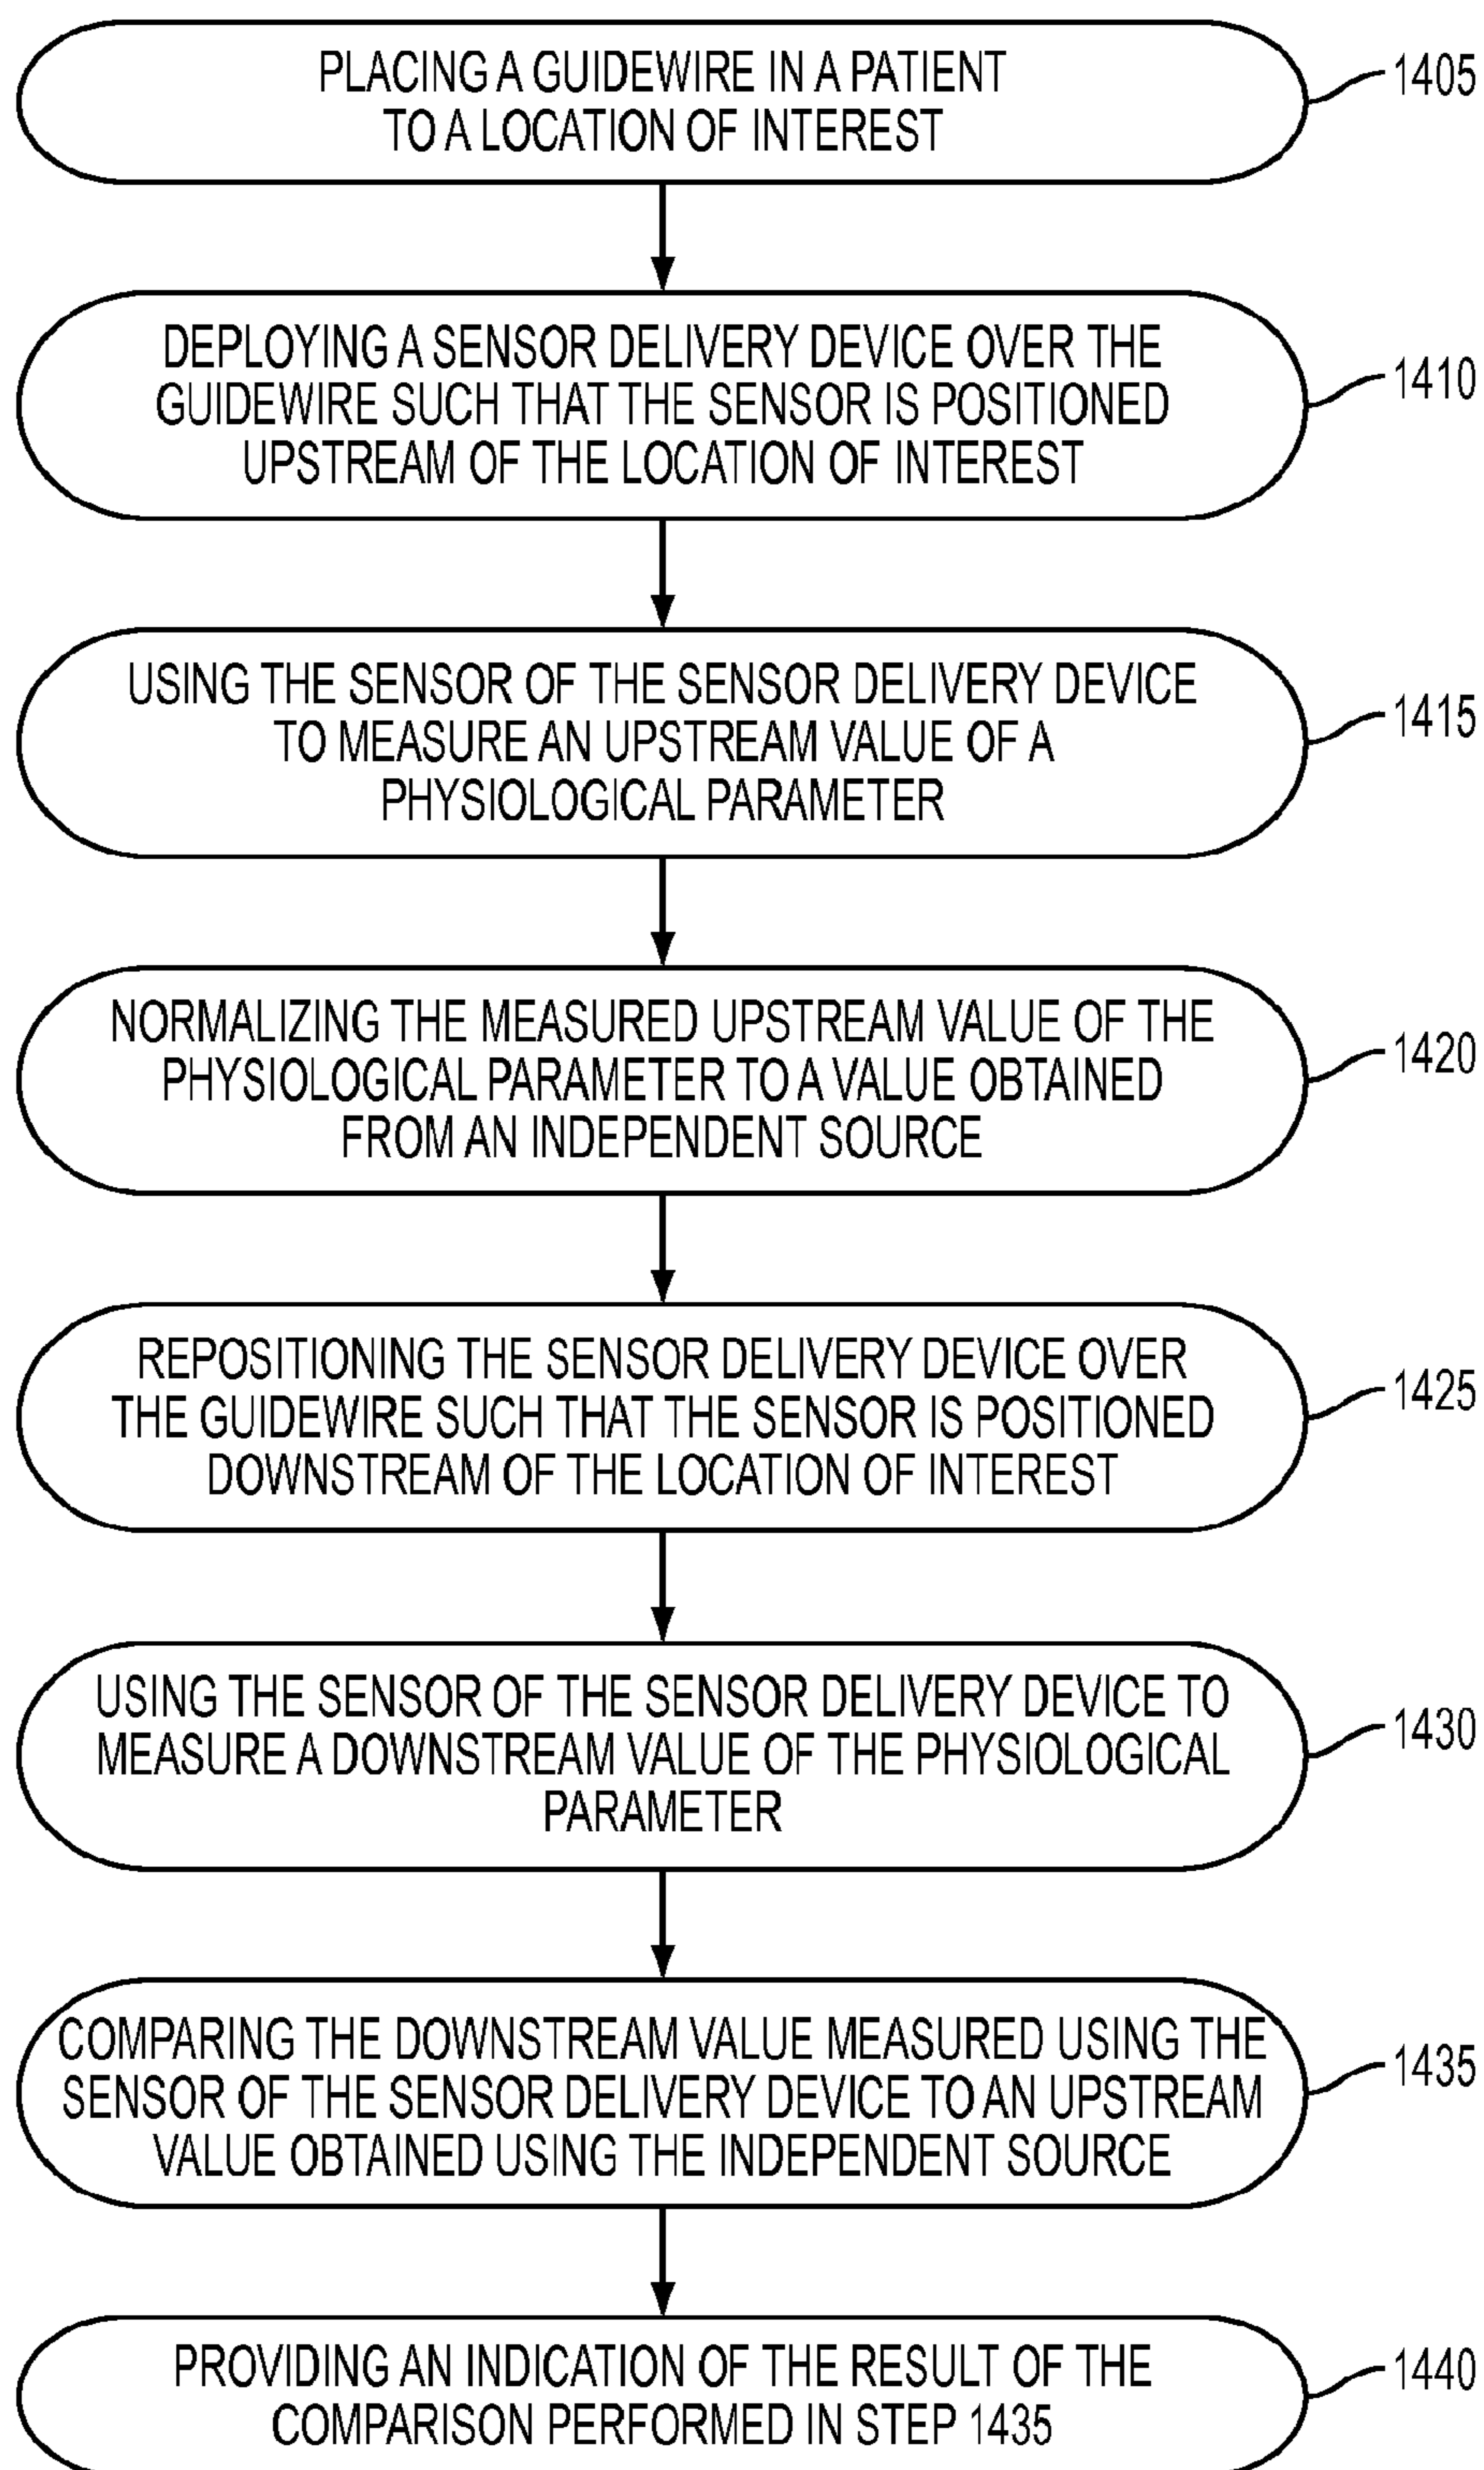 PLACING A GUIDEWIRE IN A PATIENT
TO A LOCATION OF INTEREST
1405
DEPLOYING A SENSOR DELIVERY DEVICE OVER THE
GUIDEWIRE SUCH THAT THE SENSOR IS POSITIONED
UPSTREAM OF THE LOCATION OF INTEREST
1410
USING THE SENSOR OF THE SENSOR DELIVERY DEVICE
TO MEASURE AN UPSTREAM VALUE OF A
PHYSIOLOGICAL PARAMETER
1415
NORMALIZING THE MEASURED UPSTREAM VALUE OF THE
PHYSIOLOGICAL PARAMETER TO A VALUE OBTAINED
FROM AN INDEPENDENT SOURCE
1420
REPOSITIONING THE SENSOR DELIVERY DEVICE OVER
THE GUIDEWIRE SUCH THAT THE SENSOR IS POSITIONED
DOWNSTREAM OF THE LOCATION OF INTEREST
1425
USING THE SENSOR OF THE SENSOR DELIVERY DEVICE TO
MEASURE A DOWNSTREAM VALUE OF THE PHYSIOLOGICAL
PARAMETER
1430
COMPARING THE DOWNSTREAM VALUE MEASURED USING THE
SENSOR OF THE SENSOR DELIVERY DEVICE TO AN UPSTREAM
VALUE OBTAINED USING THE INDEPENDENT SOURCE
1435
PROVIDING AN INDICATION OF THE RESULT OF THE
COMPARISON PERFORMED IN STEP 1435
1440